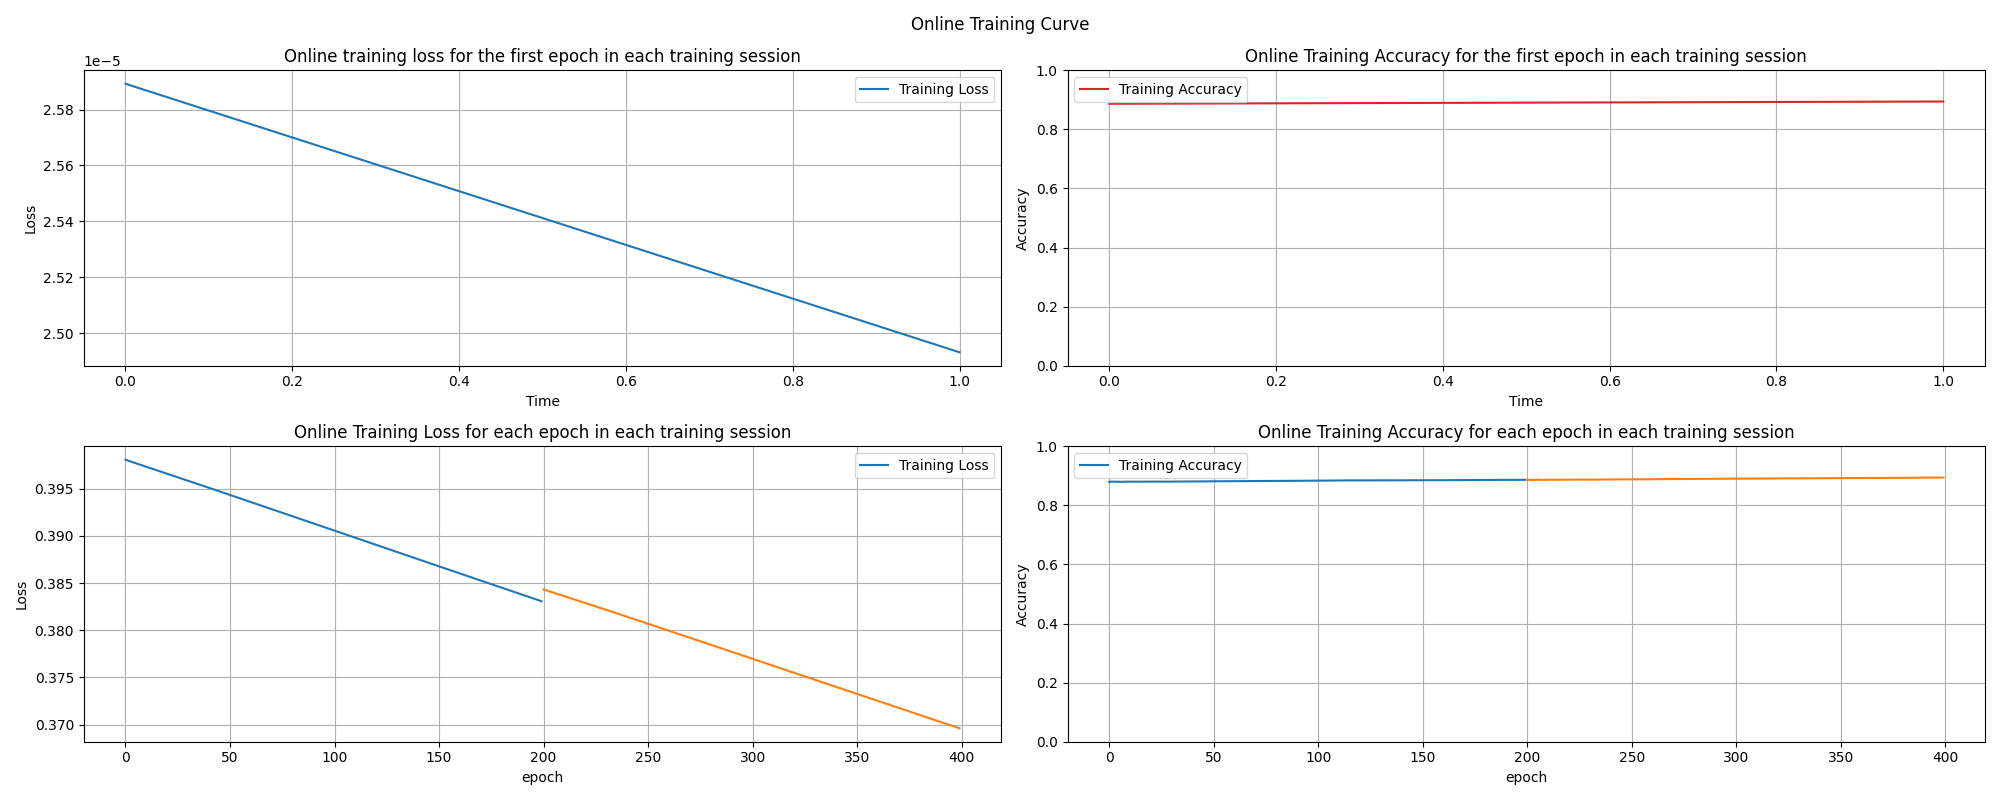 Online Training Curve
Online training loss for the first epoch in each training session
1e−5
Training Loss
2.58
2.56
2.54
2.52
2.50
Loss
0.0 0.2 0.4 0.6 0.8 1.0
Time
Online Training Accuracy for the first epoch in each training session
Training Accuracy
1.0
0.8
0.6
0.4
0.2
0.0
Accuracy
0.0 0.2 0.4 0.6 0.8 1.0
Time
Online Training Loss for each epoch in each training session
Training Loss
0.395
0.390
0.385
0.380
0.375
0.370
Loss
0 50 100 150 200 250 300 350 400
epoch
Online Training Accuracy for each epoch in each training session
Training Accuracy
1.0
0.8
0.6
0.4
0.2
0.0
Accuracy
0 50 100 150 200 250 300 350 400
epoch